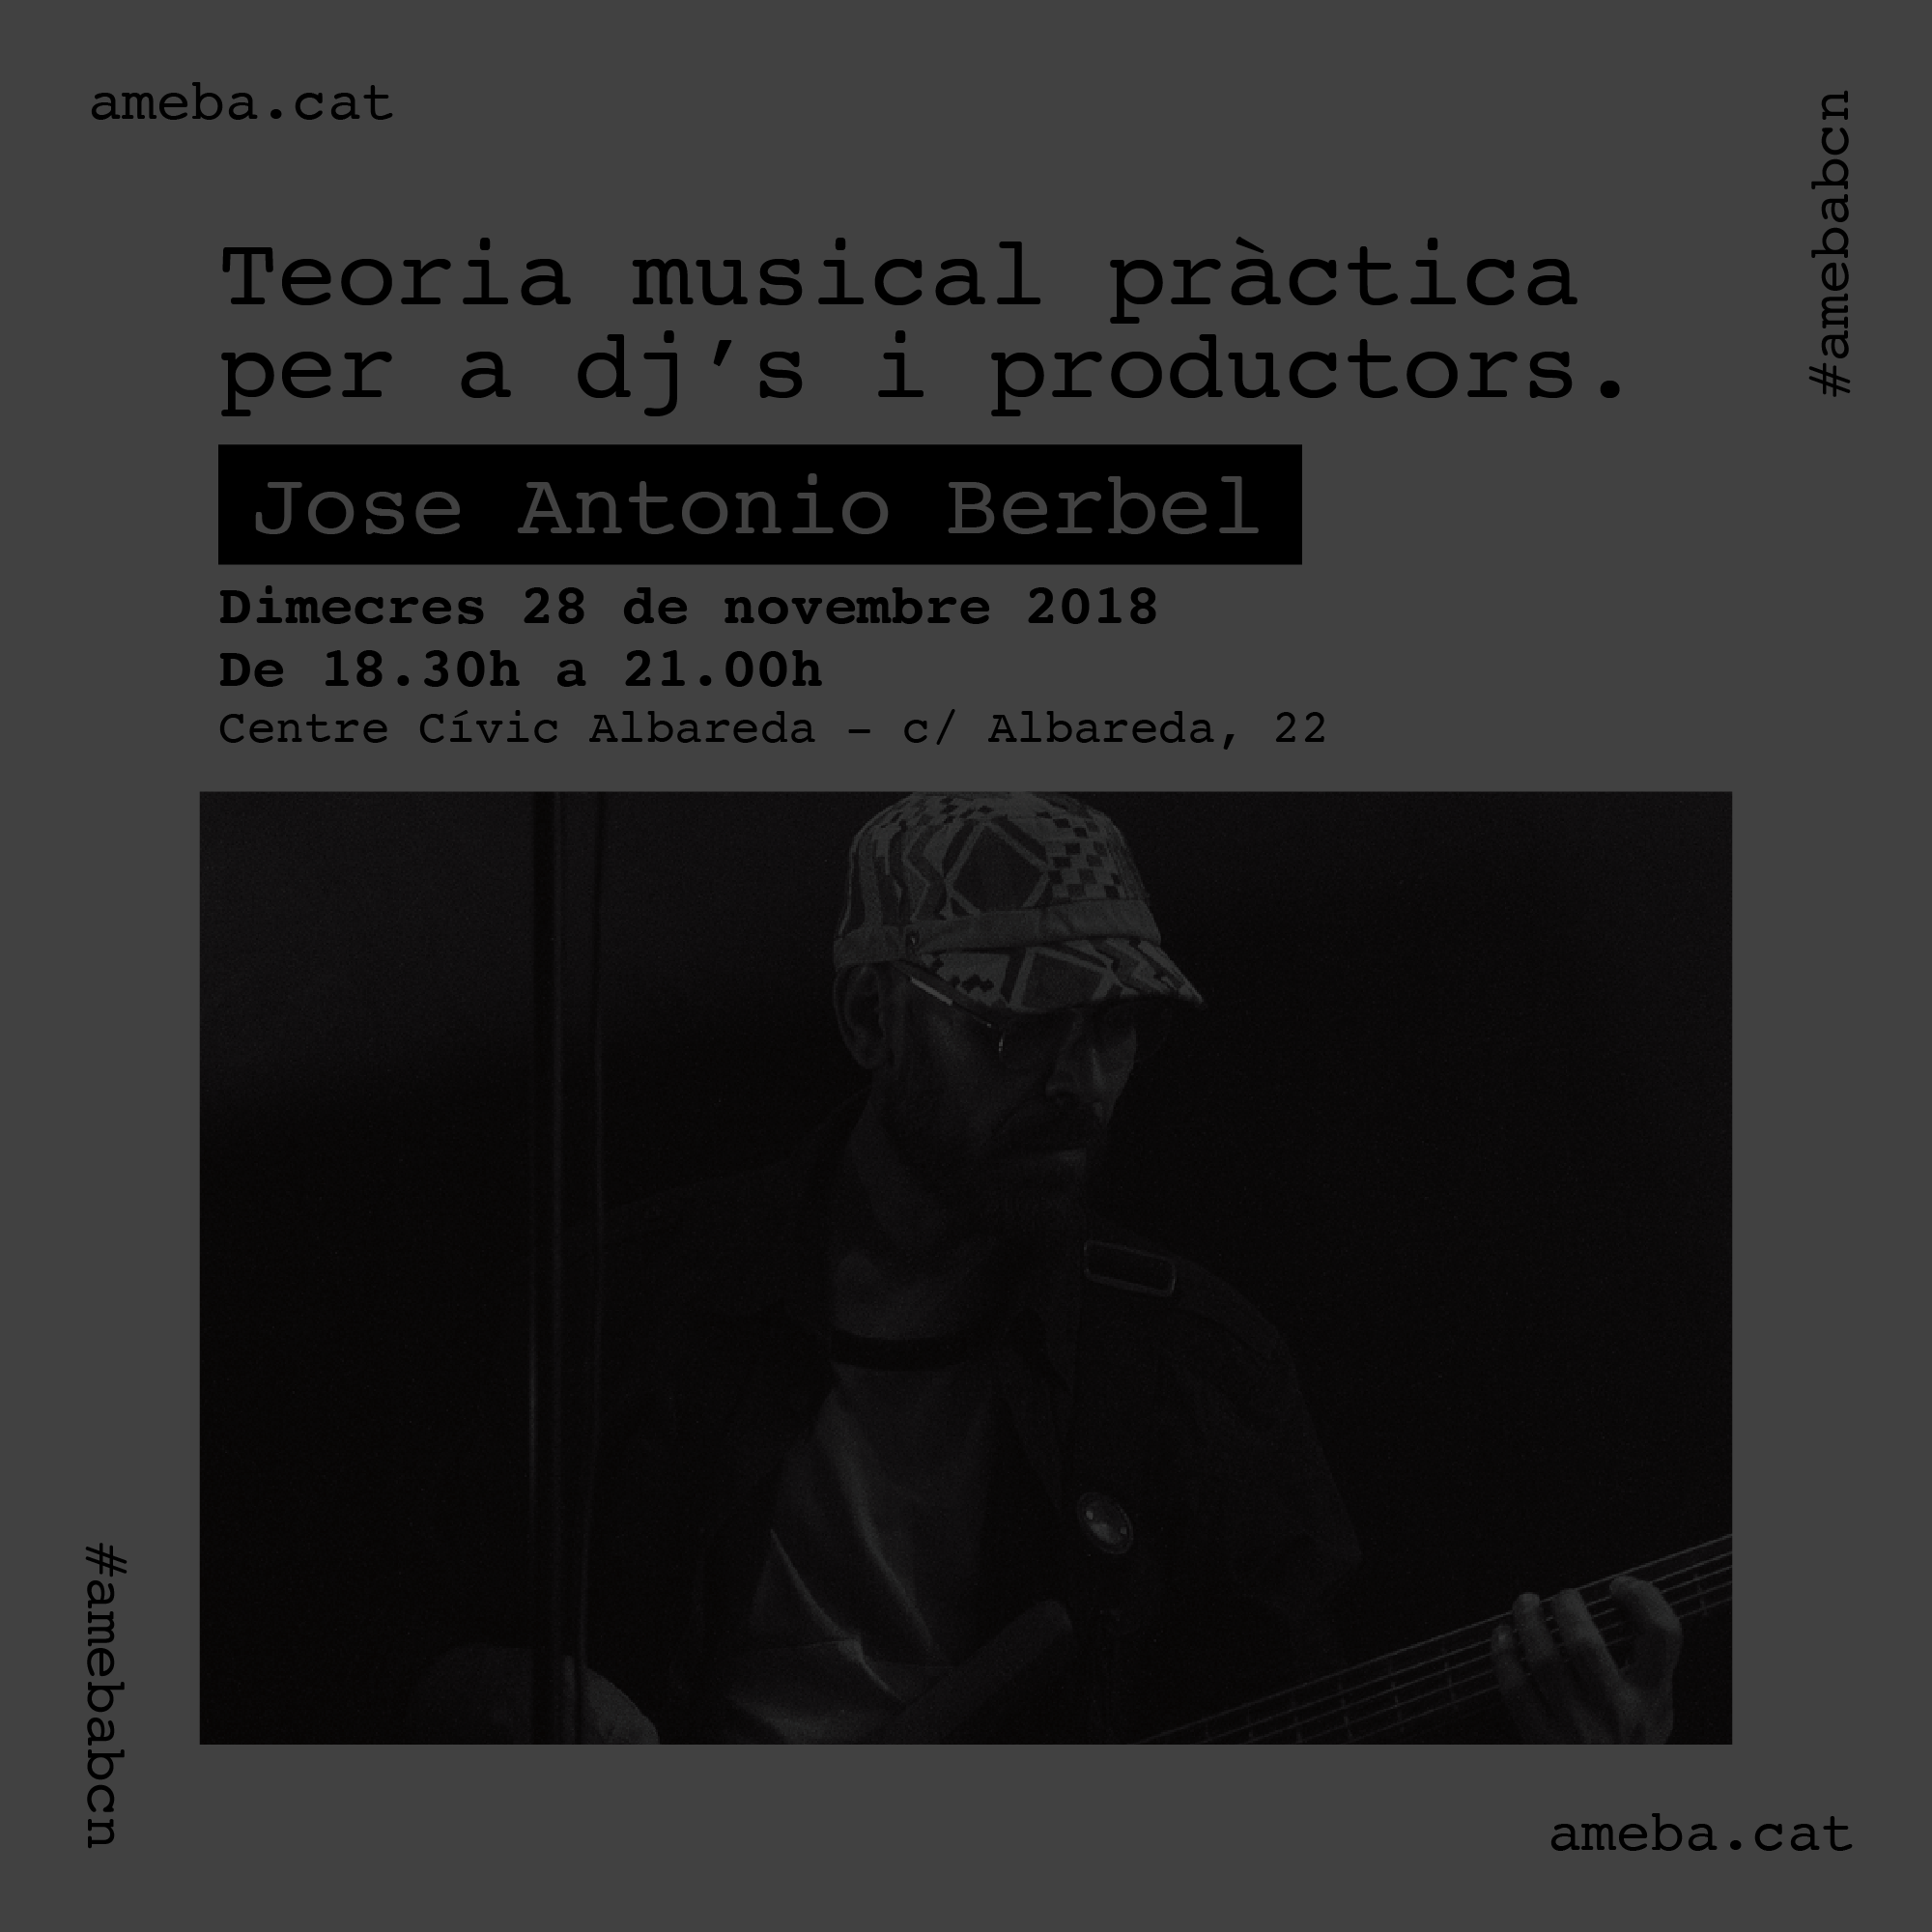 ameba.cat
#amebabcn
Teoria musical pràctica
per a dj’s i productors.
Jose Antonio Berbel
Dimecres 28 de novembre 2018
De 18.30h a 21.00h
Centre Cívic Albareda – c/ Albareda, 22
#amebabcn
ameba.cat